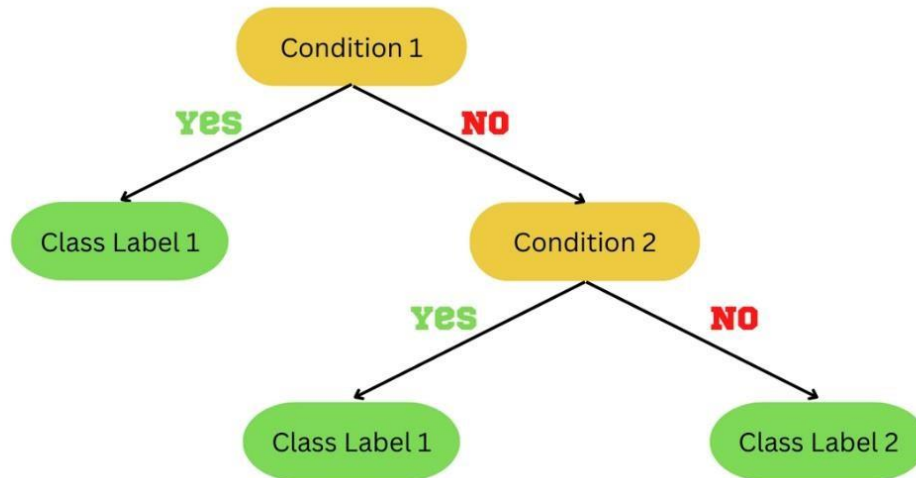 Condition 1
Yes
No
Class Label 1
Condition 2
Yes
No
Class Label 1
Class Label 2